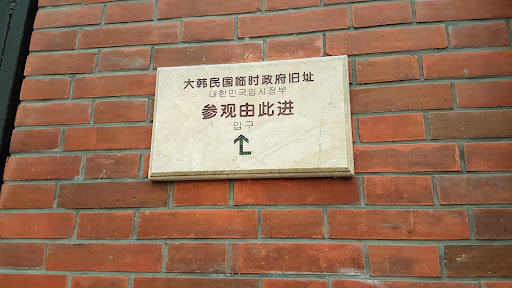 大韩民国临时政府旧址
대한민국임시정부
参观由此进
입구